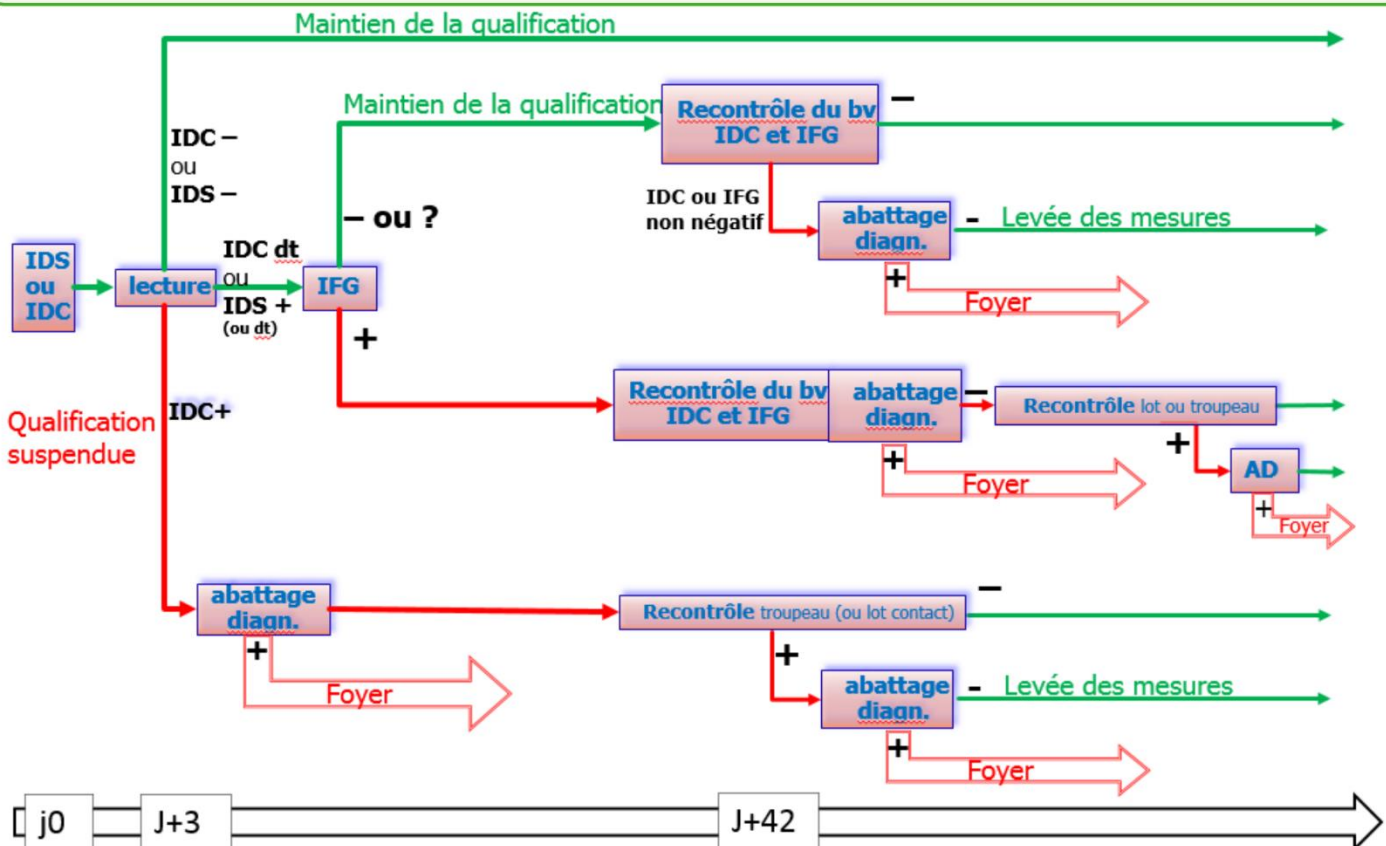 Maintien de la qualification
Maintien de la qualification
Recontrôle du bv
IDC et IFG
–
IDC –
ou
IDS –
– ou ?
IDC ou IFG
non négatif
abattage
diagn.
-
Levée des mesures
+
Foyer
IDS
ou
IDC
lecture
IDC dt
ou
IDS +
(ou dt)
IFG
+
Recontrôle du bv
IDC et IFG
abattage
diagn.
–
Recontrôle lot ou troupeau
+
Foyer
+
AD
+
Foyer
Qualification
suspendue
IDC+
abattage
diagn.
+
Foyer
Recontrôle troupeau (ou lot contact)
–
+
abattage
diagn.
-
Levée des mesures
+
Foyer
j0
J+3
J+42